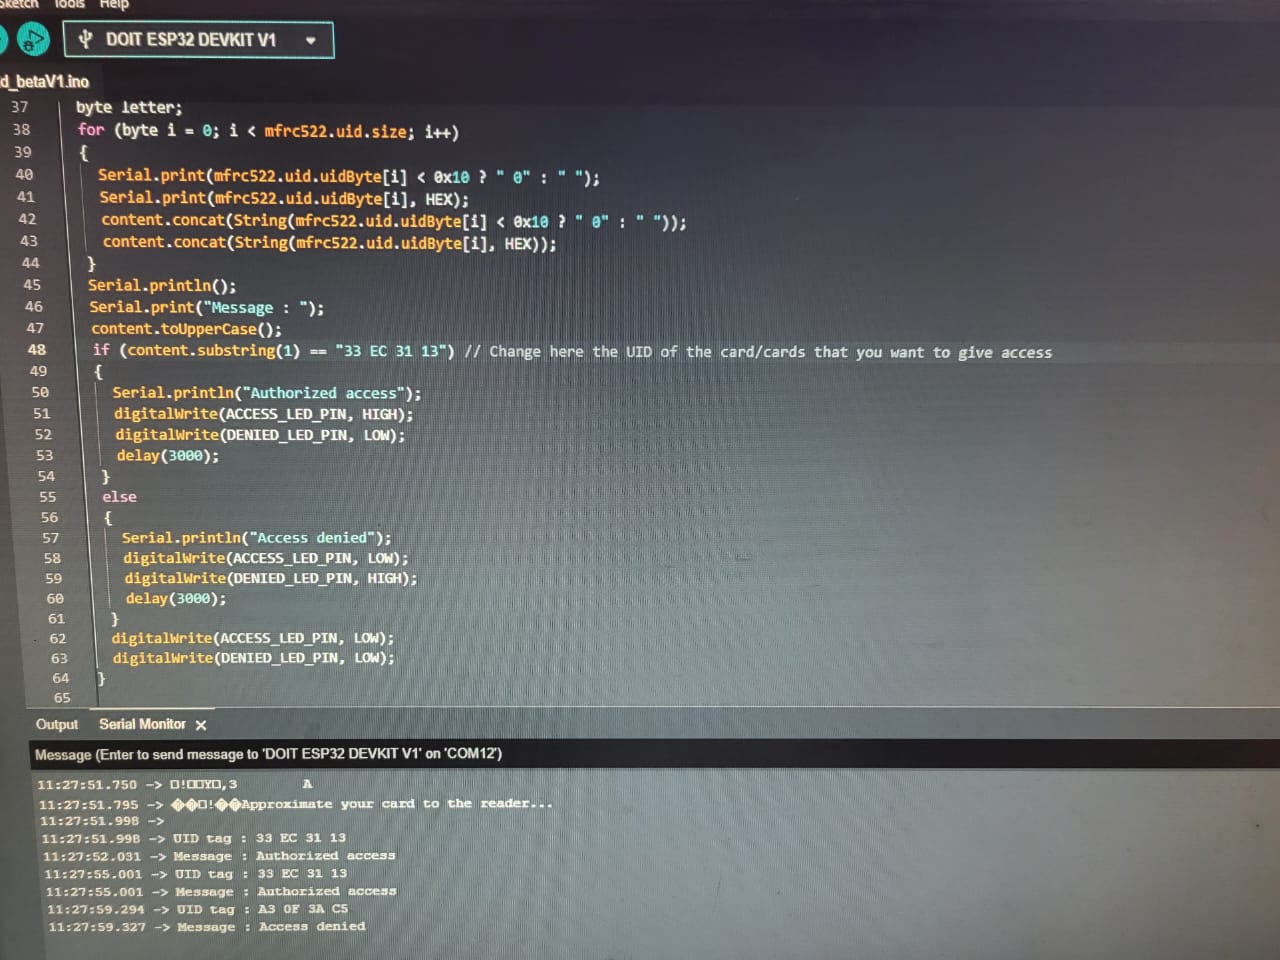 Sketch Tools Help
DOIT ESP32 DEVKIT V1
d_betaV1.ino
37 byte letter;
38 for (byte i = 0; i < mfrc522.uid.size; i++)
39 {
40 Serial.print(mfrc522.uid.uidByte[i] < 0x10 ? " 0" : " ");
41 Serial.print(mfrc522.uid.uidByte[i], HEX);
42 content.concat(String(mfrc522.uid.uidByte[i] < 0x10 ? " 0" : " "));
43 content.concat(String(mfrc522.uid.uidByte[i], HEX));
44 }
45 Serial.println();
46 Serial.print("Message : ");
47 content.toUpperCase();
48 if (content.substring(1) == "33 EC 31 13") // Change here the UID of the card/cards that you want to give access
49 {
50 Serial.println("Authorized access");
51 digitalWrite(ACCESS_LED_PIN, HIGH);
52 digitalWrite(DENIED_LED_PIN, LOW);
53 delay(3000);
54 }
55 else
56 {
57 Serial.println("Access denied");
58 digitalWrite(ACCESS_LED_PIN, LOW);
59 digitalWrite(DENIED_LED_PIN, HIGH);
60 delay(3000);
61 }
62 digitalWrite(ACCESS_LED_PIN, LOW);
63 digitalWrite(DENIED_LED_PIN, LOW);
64 }
65
Output Serial Monitor ×
Message (Enter to send message to 'DOIT ESP32 DEVKIT V1' on 'COM12')
11:27:51.750 -> □!□□Y□,3 A
11:27:51.795 -> ��□!��Approximate your card to the reader...
11:27:51.998 ->
11:27:51.998 -> UID tag : 33 EC 31 13
11:27:52.031 -> Message : Authorized access
11:27:55.001 -> UID tag : 33 EC 31 13
11:27:55.001 -> Message : Authorized access
11:27:59.294 -> UID tag : A3 0F 3A C5
11:27:59.327 -> Message : Access denied